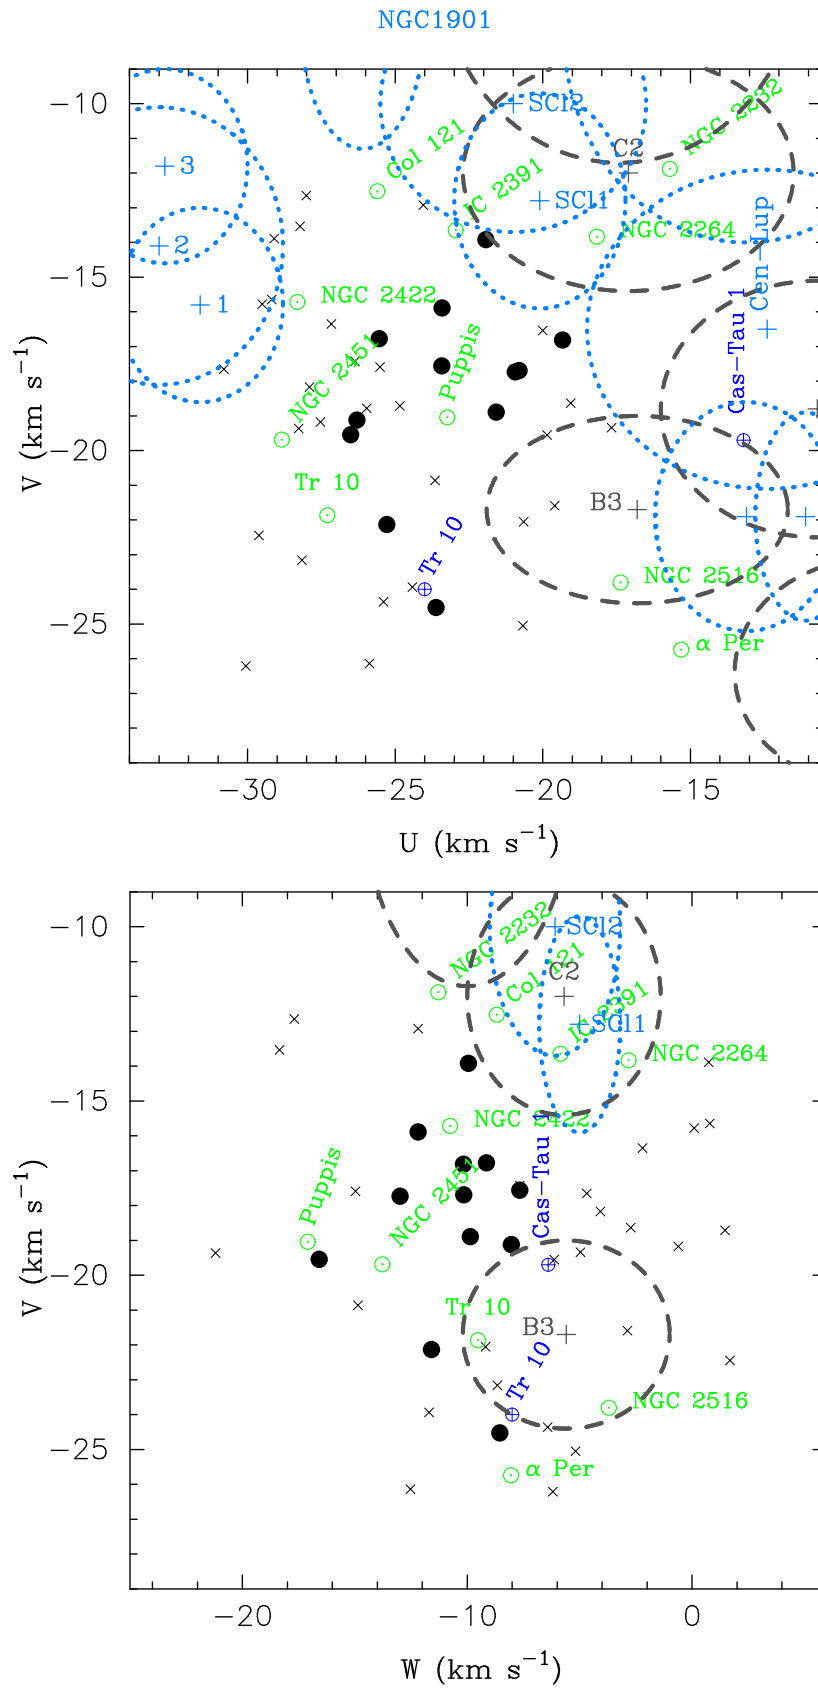 NGC1901
−10
−15
−20
−25
V (km s−1)
3
2
1
Col 121
IC 2391
SCl2
SCl1
C2
NGC 2232
NGC 2264
Cen−Lup
Cas−Tau 1
NGC 2422
NGC 2451
Puppis
Tr 10
Tr 10
B3
NGC 2516
α Per
−30
−25
−20
−15
U (km s−1)
−10
−15
−20
−25
V (km s−1)
NGC 2232
Col 121
IC 2391
SCl2
C2
SCl1
NGC 2264
NGC 2422
Cas−Tau 1
Puppis
NGC 2451
Tr 10
B3
Tr 10
NGC 2516
α Per
−20
−10
0
W (km s−1)